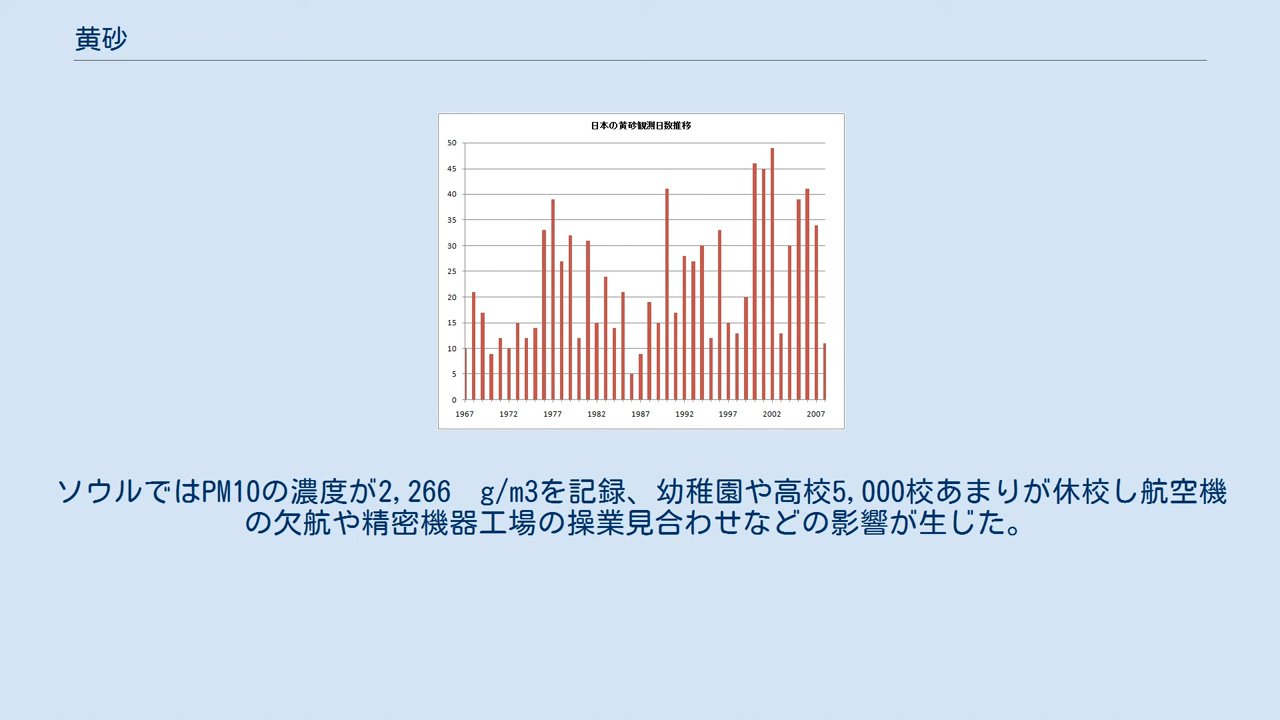 黄砂
日本の黄砂観測日数推移
50
45
40
35
30
25
20
15
10
5
0
1967 1972 1977 1982 1987 1992 1997 2002 2007
ソウルではPM10の濃度が2,266　g/m3を記録、幼稚園や高校5,000校あまりが休校し航空機
の欠航や精密機器工場の操業見合わせなどの影響が生じた。